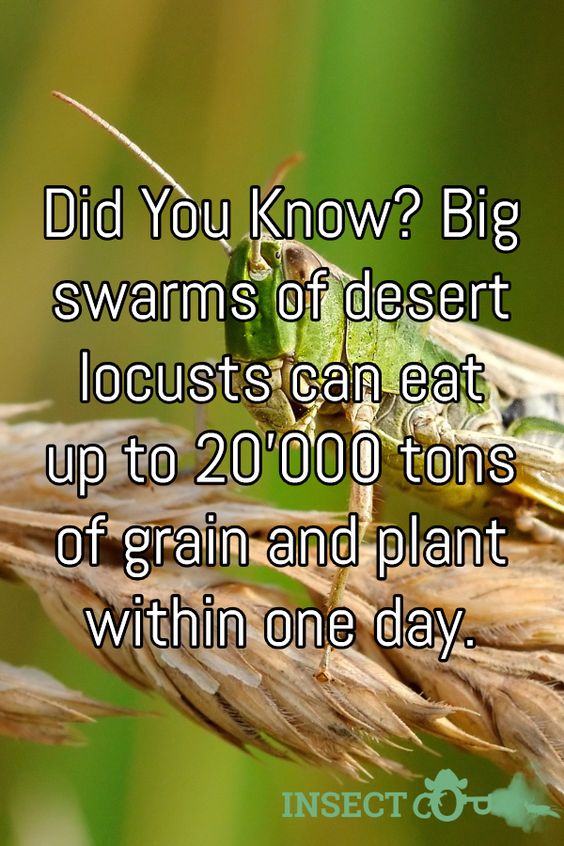 Did You Know? Big
swarms of desert
locusts can eat
up to 20'000 tons
of grain and plant
within one day.
INSECT COP